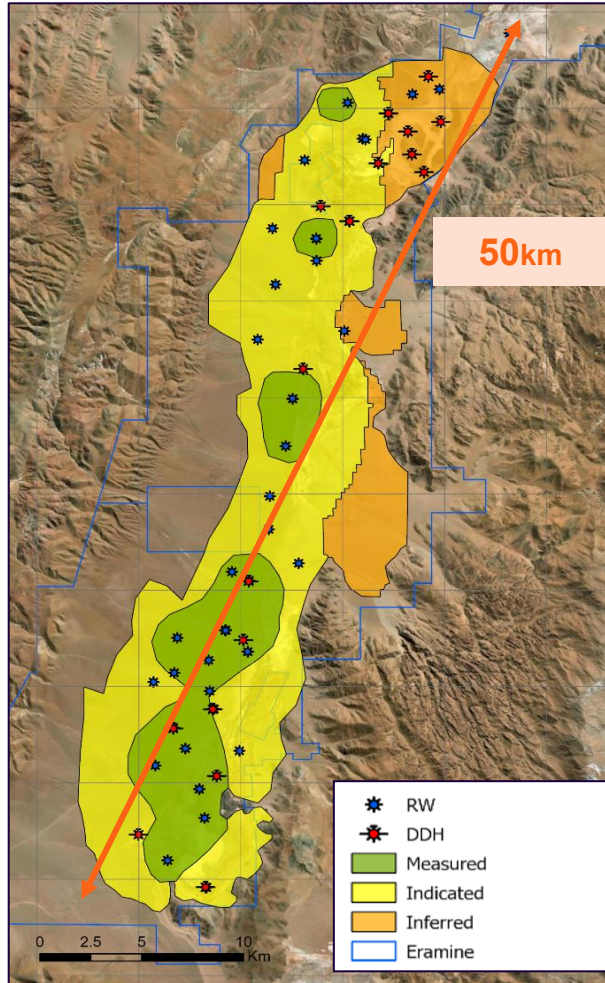 50km
RW
DDH
Measured
Indicated
Inferred
Eramine
0 2.5 5 10
Km